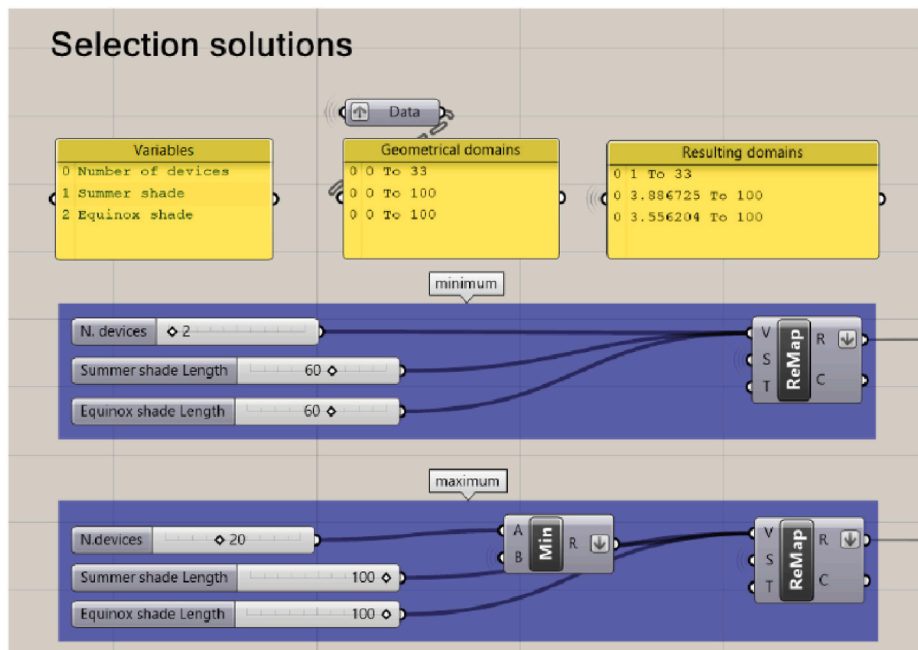 Selection solutions
Data
Variables
0 Number of devices
1 Summer shade
2 Equinox shade
Geometrical domains
0 0 To 33
0 0 To 100
0 0 To 100
Resulting domains
0 1 To 33
0 3.886725 To 100
0 3.556204 To 100
minimum
N. devices 2
Summer shade Length 60
Equinox shade Length 60
V
S
T
ReMap
R
C
maximum
N.devices 20
Summer shade Length 100
Equinox shade Length 100
A
B
Min
R
V
S
T
ReMap
R
C